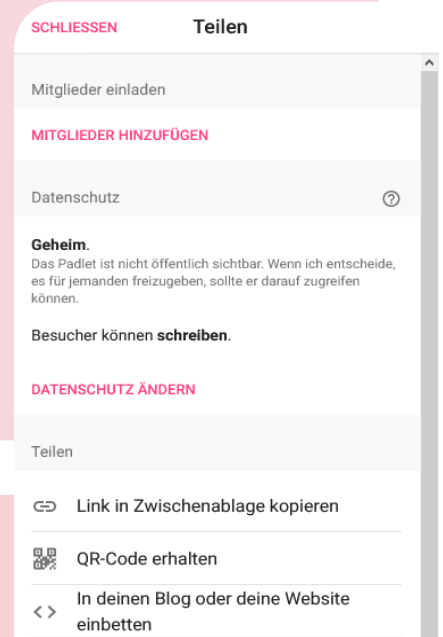 SCHLIESSEN Teilen
Mitglieder einladen
MITGLIEDER HINZUFÜGEN
Datenschutz
Geheim.
Das Padlet ist nicht öffentlich sichtbar. Wenn ich entscheide,
es für jemanden freizugeben, sollte er darauf zugreifen
können.
Besucher können schreiben.
DATENSCHUTZ ÄNDERN
Teilen
Link in Zwischenablage kopieren
QR-Code erhalten
In deinen Blog oder deine Website
einbetten